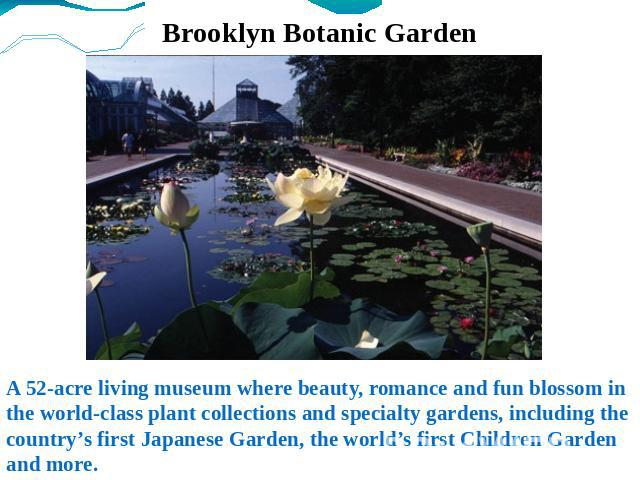 Brooklyn Botanic Garden
A 52-acre living museum where beauty, romance and fun blossom in
the world-class plant collections and specialty gardens, including the
country’s first Japanese Garden, the world’s first Children Garden
and more.